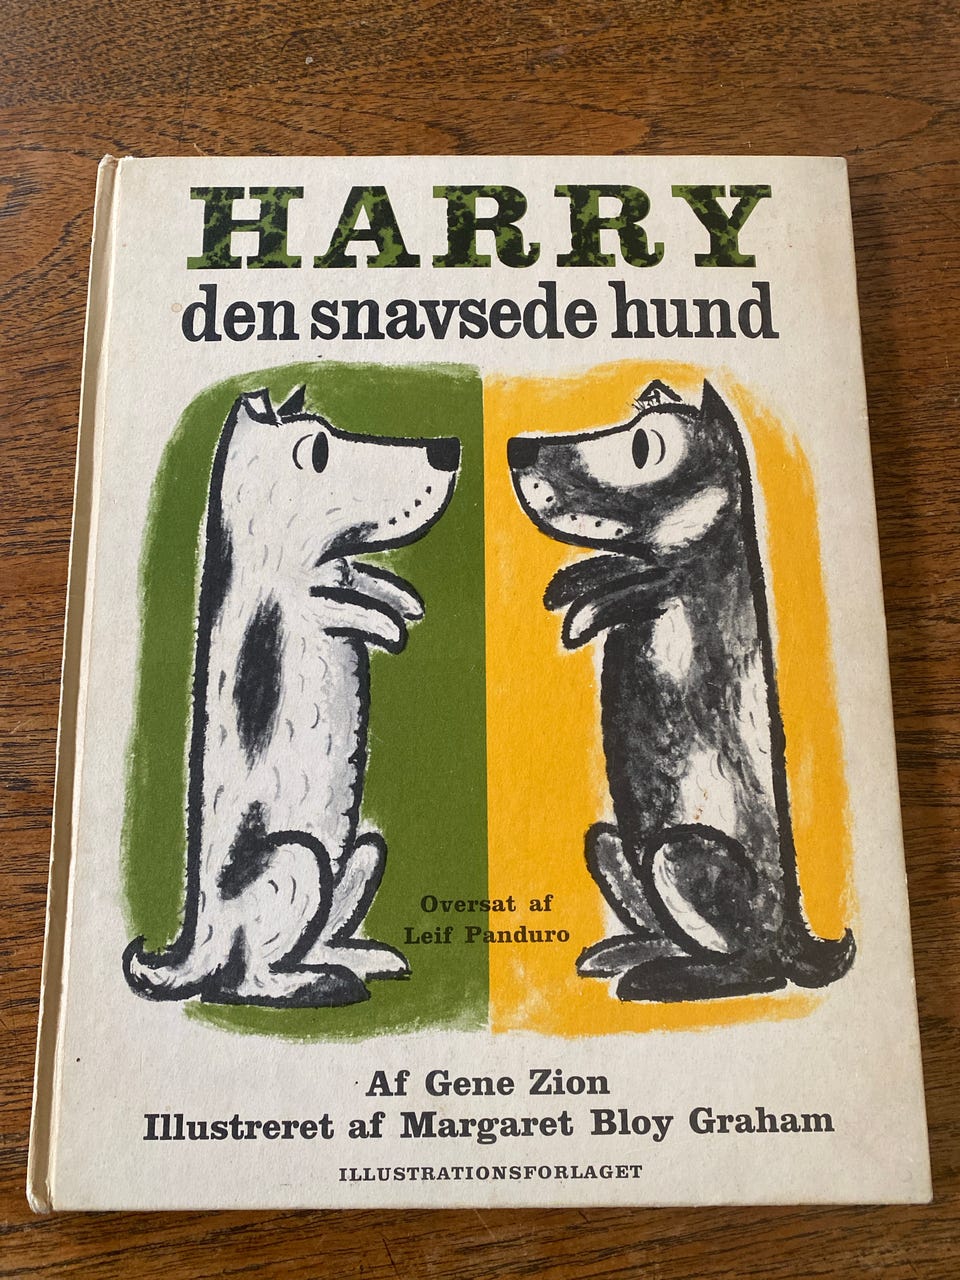 HARRY
den snavsede hund
Oversat af
Leif Panduro
Af Gene Zion
Illustreret af Margaret Bloy Graham
ILLUSTRATIONSFORLAGET